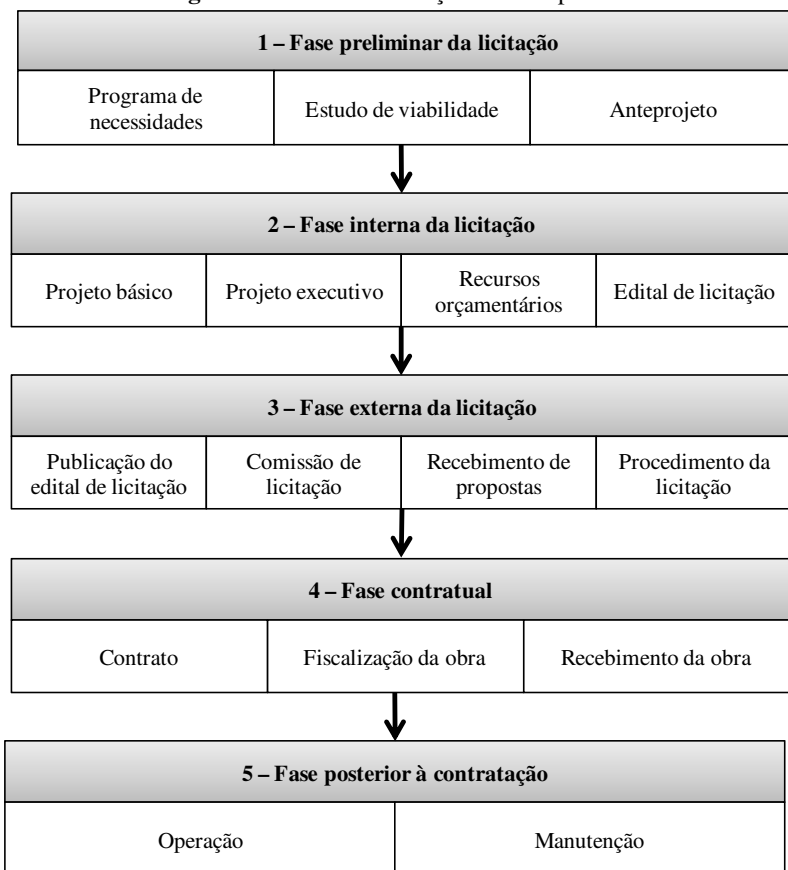 1 – Fase preliminar da licitação
Programa de
necessidades
Estudo de viabilidade
Anteprojeto
2 – Fase interna da licitação
Projeto básico
Projeto executivo
Recursos
orçamentários
Edital de licitação
3 – Fase externa da licitação
Publicação do
edital de licitação
Comissão de
licitação
Recebimento de
propostas
Procedimento da
licitação
4 – Fase contratual
Contrato
Fiscalização da obra
Recebimento da obra
5 – Fase posterior à contratação
Operação
Manutenção